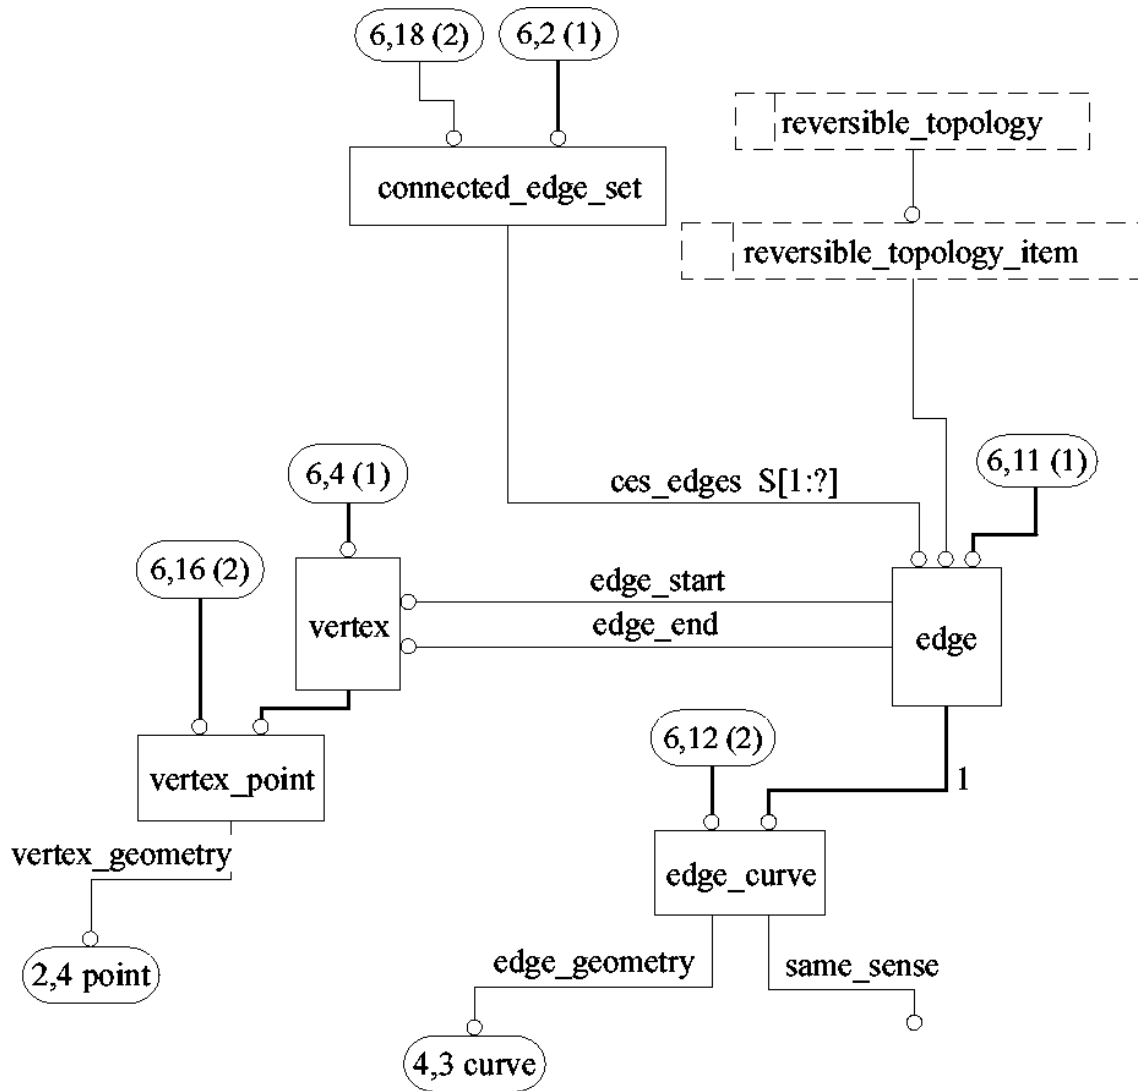 6,18 (2)
6,2 (1)
reversible_topology
connected_edge_set
reversible_topology_item
6,4 (1)
ces_edges S[1:?]
6,11 (1)
6,16 (2)
edge_start
vertex
edge_end
edge
6,12 (2)
vertex_point
1
vertex_geometry
edge_curve
2,4 point
edge_geometry
same_sense
4,3 curve